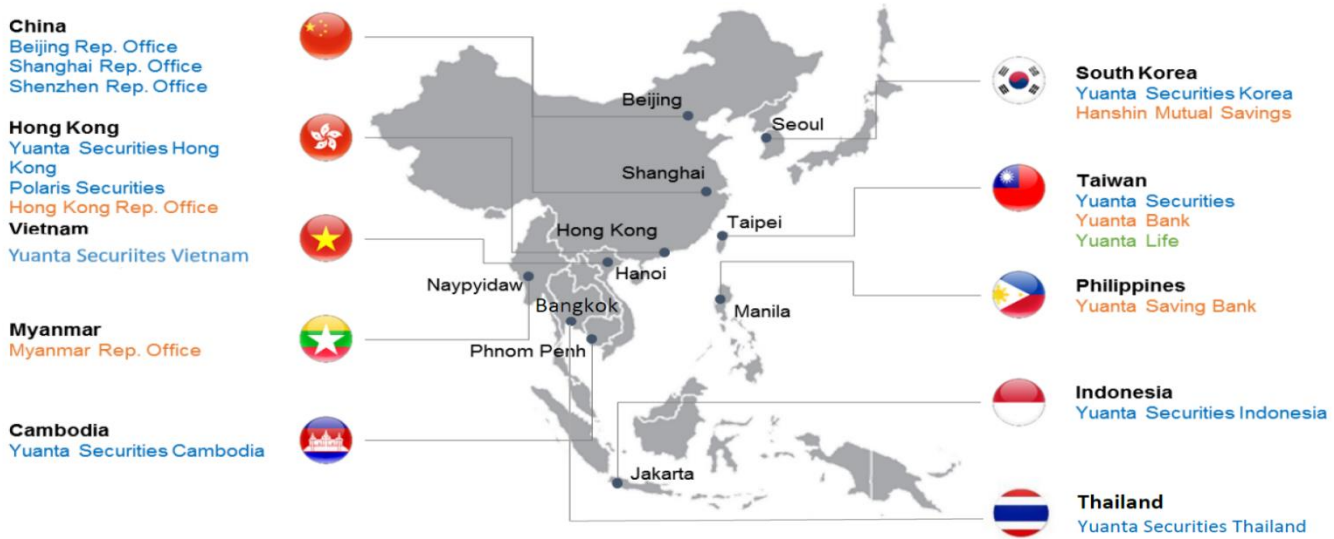 China
Beijing Rep. Office
Shanghai Rep. Office
Shenzhen Rep. Office
Hong Kong
Yuanta Securities Hong
Kong
Polaris Securities
Hong Kong Rep. Office
Vietnam
Yuanta Securiites Vietnam
Myanmar
Myanmar Rep. Office
Cambodia
Yuanta Securities Cambodia
Beijing
Seoul
Shanghai
Taipei
Hong Kong
Hanoi
Naypyidaw
Bangkok
Manila
Phnom Penh
Jakarta
South Korea
Yuanta Securities Korea
Hanshin Mutual Savings
Taiwan
Yuanta Securities
Yuanta Bank
Yuanta Life
Philippines
Yuanta Saving Bank
Indonesia
Yuanta Securities Indonesia
Thailand
Yuanta Securities Thailand